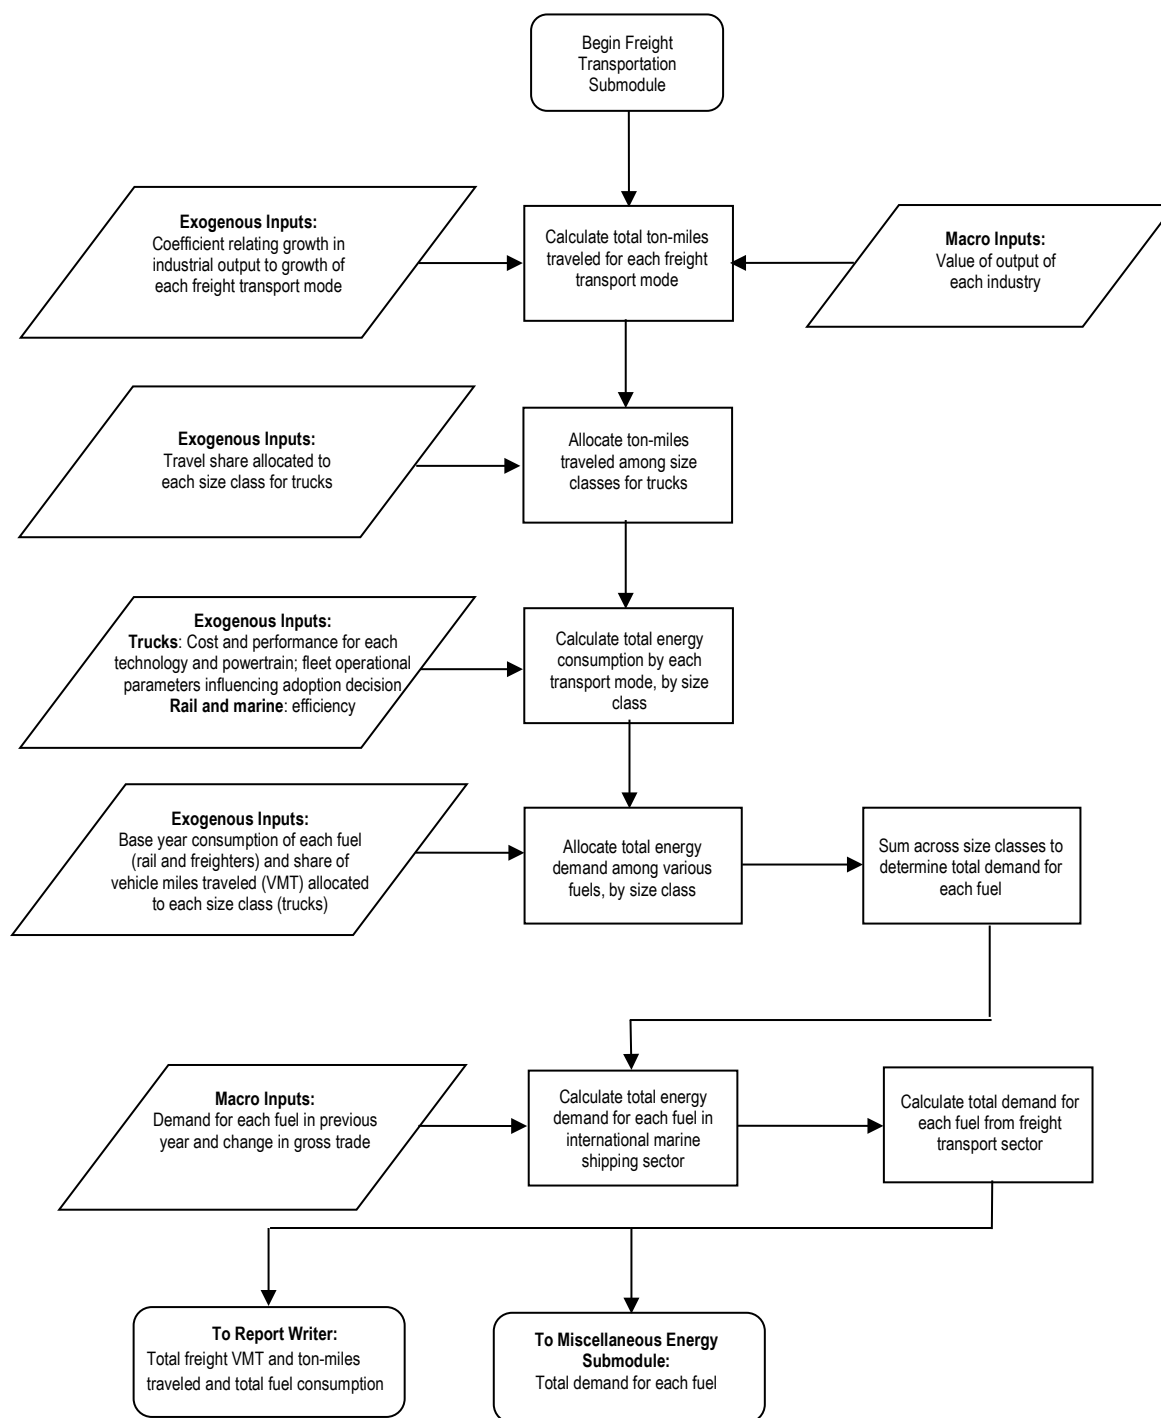 Begin Freight
Transportation
Submodule
Exogenous Inputs:
Coefficient relating growth in
industrial output to growth of
each freight transport mode
Calculate total ton-miles
traveled for each freight
transport mode
Macro Inputs:
Value of output of
each industry
Exogenous Inputs:
Travel share allocated to
each size class for trucks
Allocate ton-miles
traveled among size
classes for trucks
Exogenous Inputs:
Trucks: Cost and performance for each
technology and powertrain; fleet operational
parameters influencing adoption decision
Rail and marine: efficiency
Calculate total energy
consumption by each
transport mode, by size
class
Exogenous Inputs:
Base year consumption of each fuel
(rail and freighters) and share of
vehicle miles traveled (VMT) allocated
to each size class (trucks)
Allocate total energy
demand among various
fuels, by size class
Sum across size classes to
determine total demand for
each fuel
Macro Inputs:
Demand for each fuel in previous
year and change in gross trade
Calculate total energy
demand for each fuel in
international marine
shipping sector
Calculate total demand for
each fuel from freight
transport sector
To Report Writer:
Total freight VMT and ton-miles
traveled and total fuel consumption
To Miscellaneous Energy
Submodule:
Total demand for each fuel